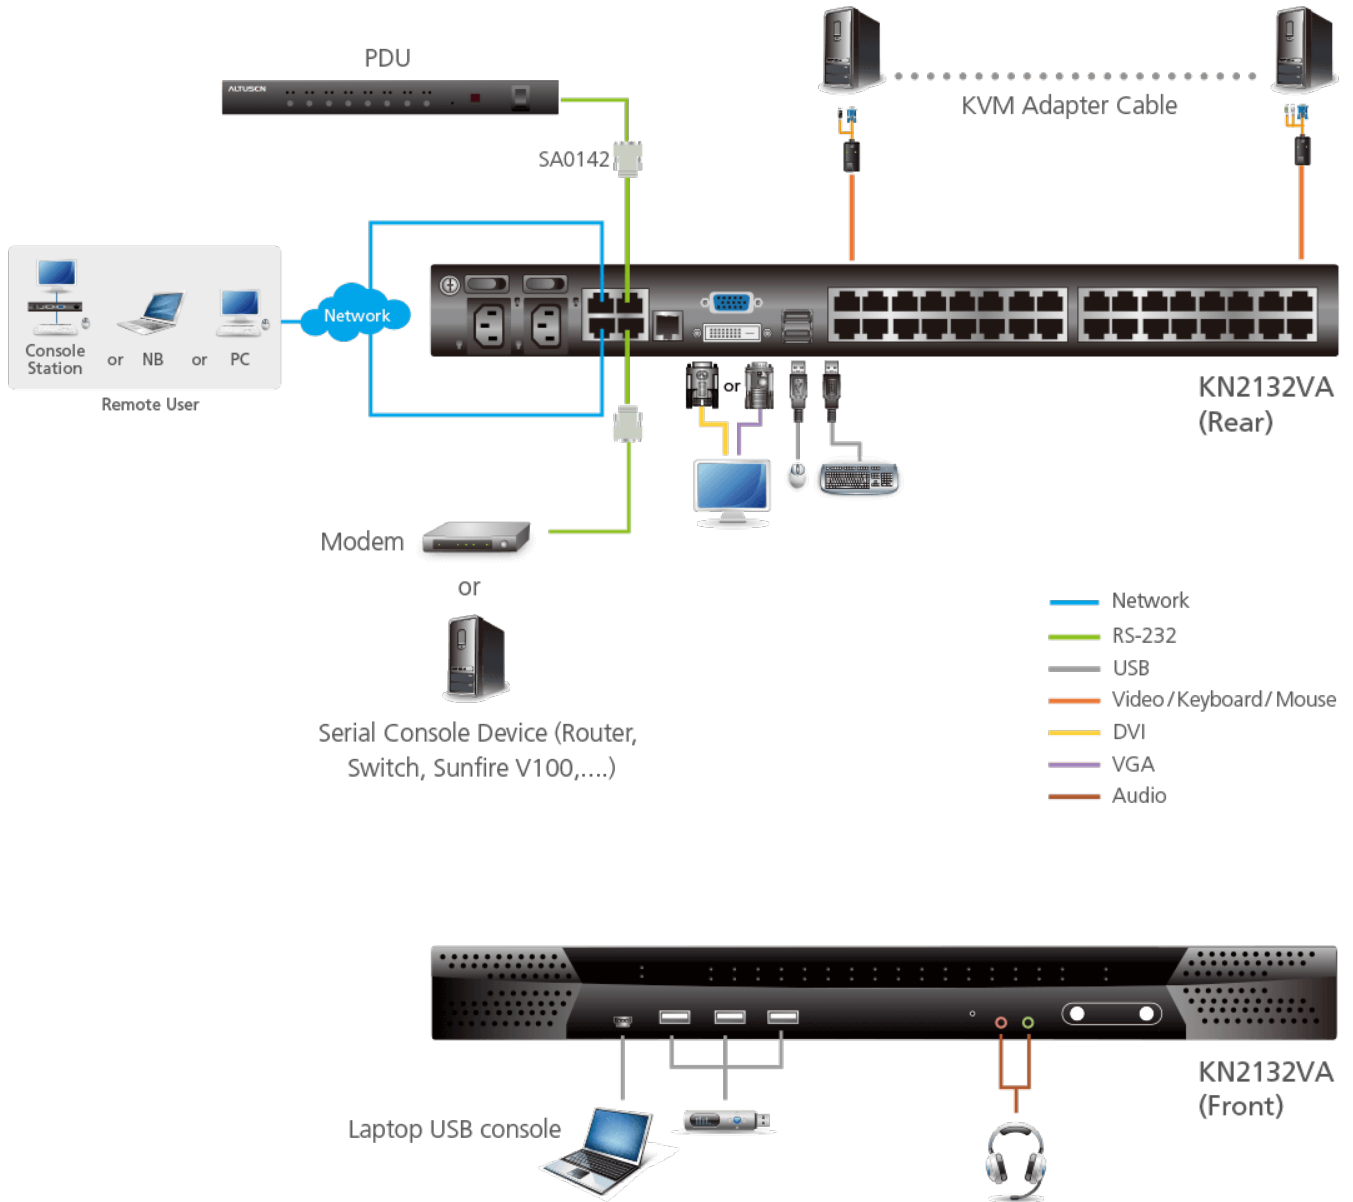 PDU
ALTUSEN
KVM Adapter Cable
SA0142
Network
Console
Station
or
NB
or
PC
Remote User
or
KN2132VA
(Rear)
Modem
or
Serial Console Device (Router,
Switch, Sunfire V100,....)
Network
RS-232
USB
Video/Keyboard/Mouse
DVI
VGA
Audio
KN2132VA
(Front)
Laptop USB console